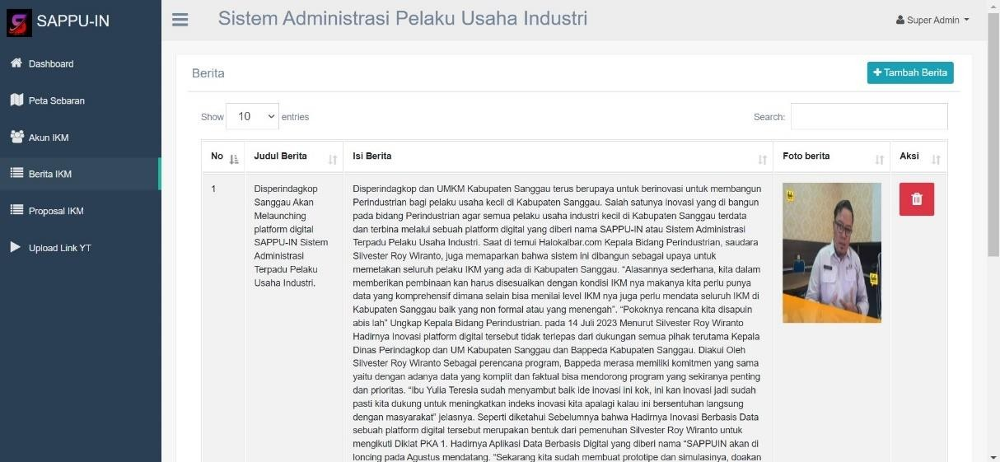 SAPPU-IN
Sistem Administrasi Pelaku Usaha Industri
Super Admin
Dashboard
Peta Sebaran
Akun IKM
Berita IKM
Proposal IKM
Upload Link YT
Berita
Tambah Berita
Show 10 entries
Search:
No
Judul Berita
Isi Berita
Foto berita
Aksi
1
Disperindagkop
Sanggau Akan
Melaunching
platform digital
SAPPU-IN Sistem
Administrasi
Terpadu Pelaku
Usaha Industri.
Disperindagkop dan UMKM Kabupaten Sanggau terus berupaya untuk berinovasi untuk membangun
Perindustrian bagi pelaku usaha kecil di Kabupaten Sanggau. Salah satunya inovasi yang di bangun
pada bidang Perindustrian agar semua pelaku usaha industri kecil di Kabupaten Sanggau terdata
dan terbina melalui sebuah platform digital yang diberi nama SAPPU-IN atau Sistem Administrasi
Terpadu Pelaku Usaha Industri. Saat di temui Halokalbar.com Kepala Bidang Perindustrian, saudara
Silvester Roy Wiranto, juga memaparkan bahwa sistem ini dibangun sebagai upaya untuk
memetakan seluruh pelaku IKM yang ada di Kabupaten Sanggau. “Alasannya sederhana, kita dalam
memberikan pembinaan kan harus disesuaikan dengan kondisi IKM nya makanya kita perlu punya
data yang komprehensif dimana selain bisa menilai level IKM nya juga perlu mendata seluruh IKM di
Kabupaten Sanggau baik yang non formal atau yang menengah”. “Pokoknya rencana kita disapuin
abis lah” Ungkap Kepala Bidang Perindustrian. pada 14 Juli 2023 Menurut Silvester Roy Wiranto
Hadirnya Inovasi platform digital tersebut tidak terlepas dari dukungan semua pihak terutama Kepala
Dinas Perindagkop dan UM Kabupaten Sanggau dan Bappeda Kabupaten Sanggau. Diakui Oleh
Silvester Roy Wiranto Sebagai perencana program, Bappeda merasa memiliki komitmen yang sama
yaitu dengan adanya data yang komplit dan faktual bisa mendorong program yang sekiranya penting
dan prioritas. “Ibu Yulia Teresia sudah menyambut baik ide inovasi ini kok, ini kan inovasi jadi sudah
pasti kita dukung untuk meningkatkan indeks inovasi kita apalagi kalau ini bersentuhan langsung
dengan masyarakat” jelasnya. Seperti diketahui Sebelumnya bahwa Hadirnya Inovasi Berbasis Data
sebuah platform digital tersebut merupakan bentuk dari pemenuhan Silvester Roy Wiranto untuk
mengikuti Diklat PKA 1. Hadirnya Aplikasi Data Berbasis Digital yang diberi nama “SAPPUIN akan di
loncing pada Agustus mendatang. “Sekarang kita sudah membuat prototipe dan simulasinya, doakan